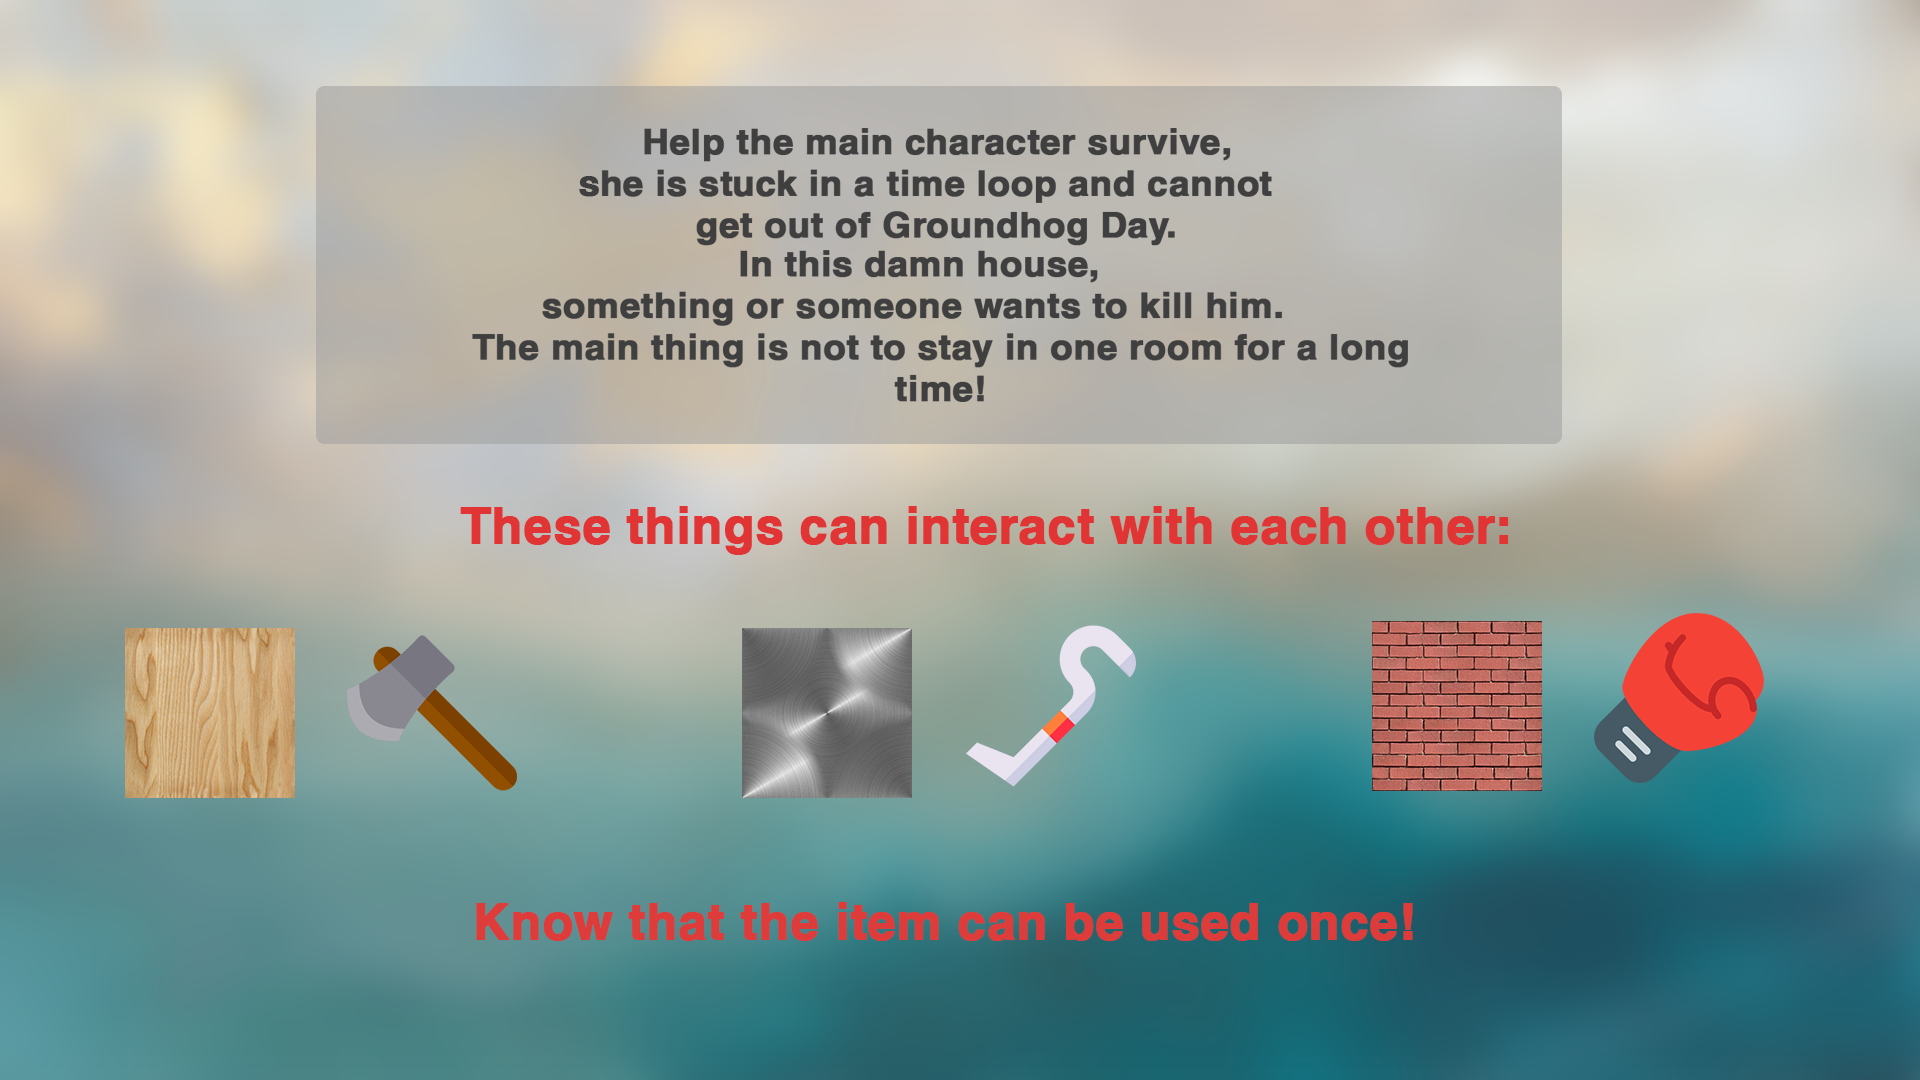 Help the main character survive,
she is stuck in a time loop and cannot
get out of Groundhog Day.
In this damn house,
something or someone wants to kill him.
The main thing is not to stay in one room for a long
time!
These things can interact with each other:
Know that the item can be used once!